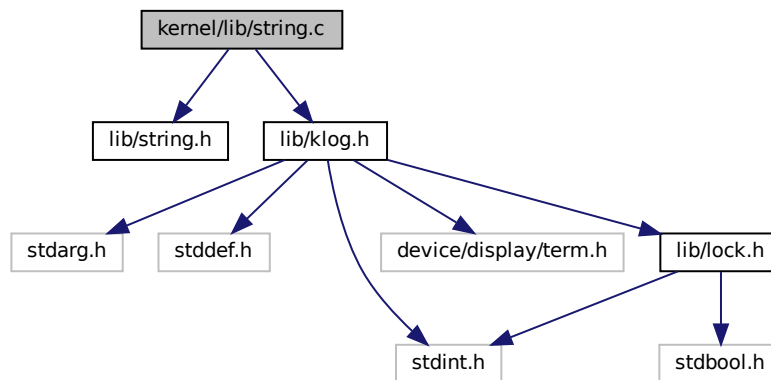 kernel/lib/string.c
lib/string.h
lib/klog.h
stdarg.h
stddef.h
device/display/term.h
lib/lock.h
stdint.h
stdbool.h